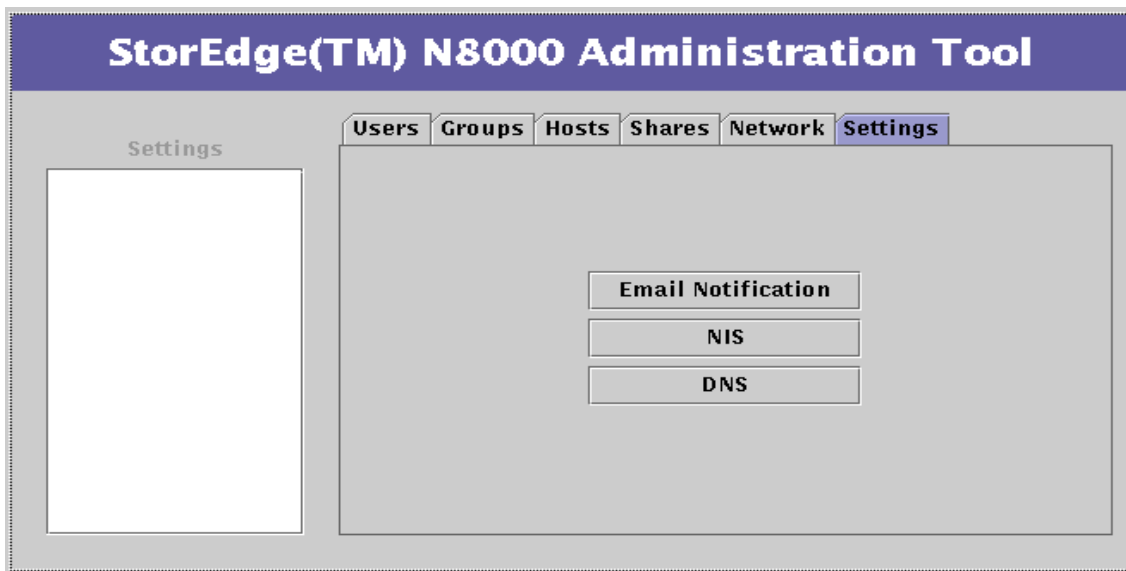 StorEdge(TM) N8000 Administration Tool
Settings
Users Groups Hosts Shares Network Settings
Email Notification
NIS
DNS